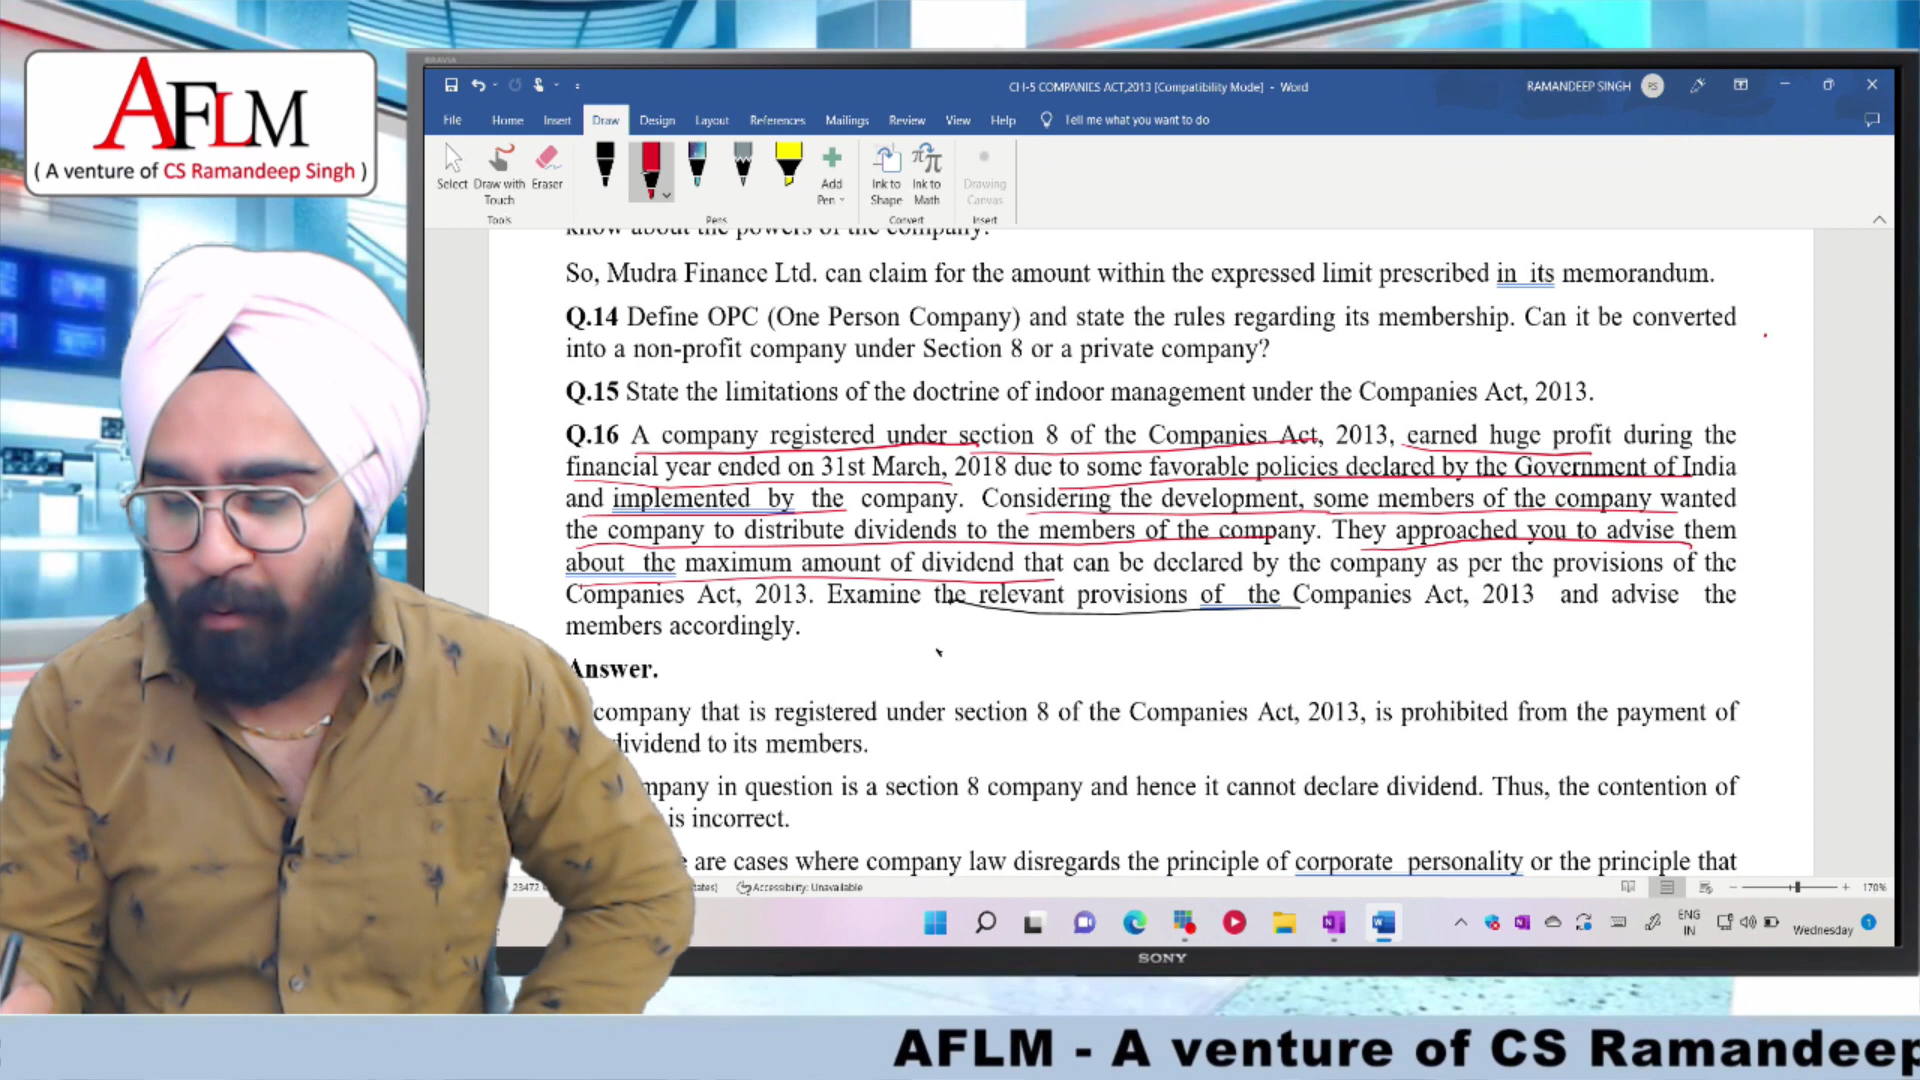 AFLM
( A venture of CS Ramandeep Singh )
BRAVIA
CH-5 COMPANIES ACT,2013 [Compatibility Mode] - Word
RAMANDEEP SINGH
RS
File Home Insert Draw Design Layout References Mailings Review View Help Tell me what you want to do
Select
Draw with Touch
Eraser
Add Pen
Ink to Shape
Ink to Math
Drawing Canvas
Tools
Pens
Convert
Insert
know about the powers of the company.
So, Mudra Finance Ltd. can claim for the amount within the expressed limit prescribed in its memorandum.
Q.14 Define OPC (One Person Company) and state the rules regarding its membership. Can it be converted
into a non-profit company under Section 8 or a private company?
Q.15 State the limitations of the doctrine of indoor management under the Companies Act, 2013.
Q.16 A company registered under section 8 of the Companies Act, 2013, earned huge profit during the
financial year ended on 31st March, 2018 due to some favorable policies declared by the Government of India
and implemented by the company. Considering the development, some members of the company wanted
the company to distribute dividends to the members of the company. They approached you to advise them
about the maximum amount of dividend that can be declared by the company as per the provisions of the
Companies Act, 2013. Examine the relevant provisions of the Companies Act, 2013 and advise the
members accordingly.
Answer.
company that is registered under section 8 of the Companies Act, 2013, is prohibited from the payment of
dividend to its members.
mpany in question is a section 8 company and hence it cannot declare dividend. Thus, the contention of
is incorrect.
e are cases where company law disregards the principle of corporate personality or the principle that
23472
tates)
Accessibility: Unavailable
170%
ENG
IN
Wednesday
1
SONY
AFLM - A venture of CS Ramandeep